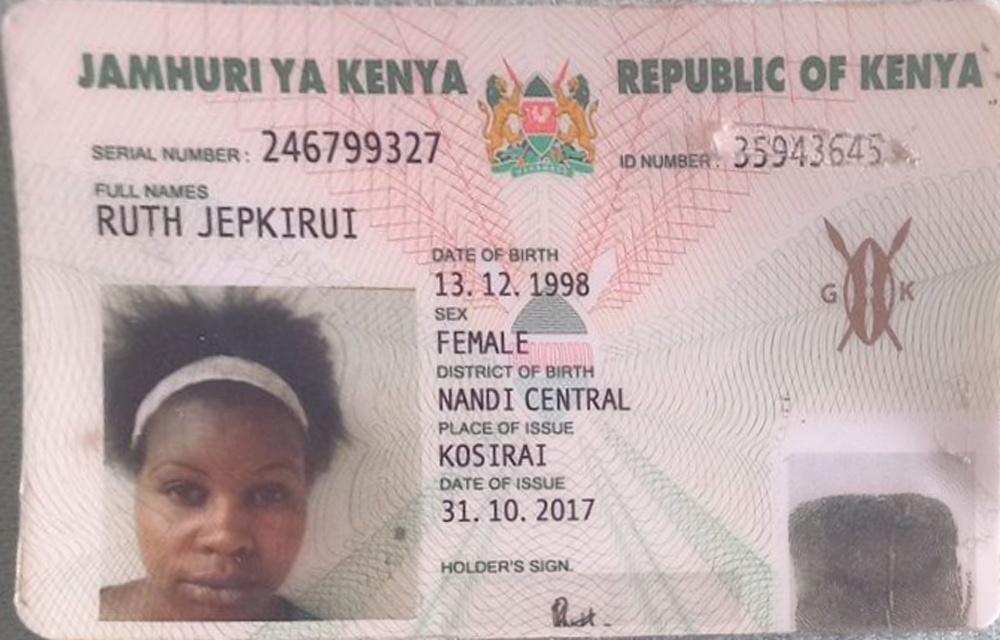 JAMHURI YA KENYA
REPUBLIC OF KENYA
SERIAL NUMBER: 246799327
ID NUMBER: 35943645
FULL NAMES
RUTH JEPKIRUI
DATE OF BIRTH
13. 12. 1998
SEX
FEMALE
DISTRICT OF BIRTH
NANDI CENTRAL
PLACE OF ISSUE
KOSIRAI
DATE OF ISSUE
31. 10. 2017
HOLDER'S SIGN.
G K